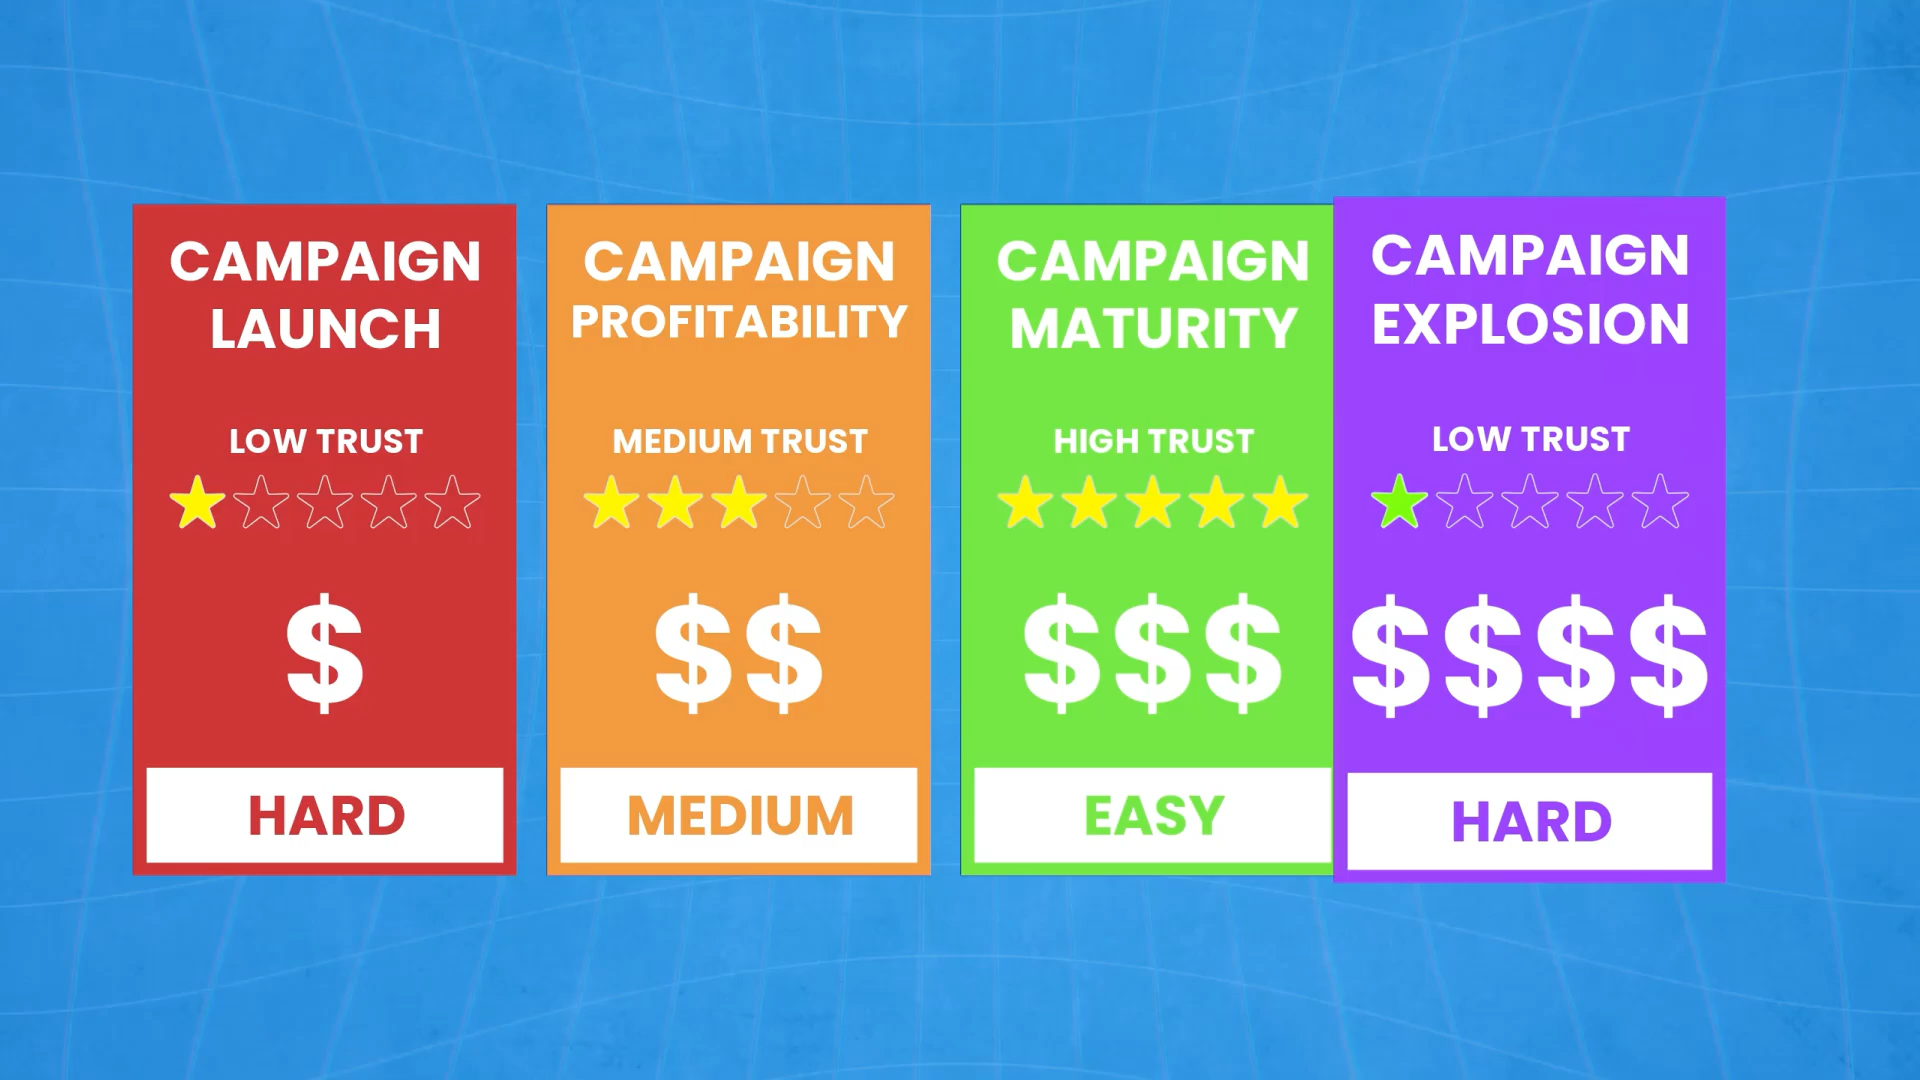 CAMPAIGN
LAUNCH
LOW TRUST
$
HARD
CAMPAIGN
PROFITABILITY
MEDIUM TRUST
$$
MEDIUM
CAMPAIGN
MATURITY
HIGH TRUST
$$$
EASY
CAMPAIGN
EXPLOSION
LOW TRUST
$$$$
HARD